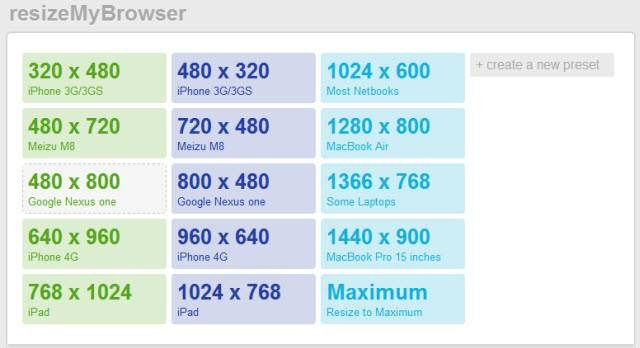 resizeMyBrowser
320 x 480
iPhone 3G/3GS
480 x 320
iPhone 3G/3GS
1024 x 600
Most Netbooks
+ create a new preset
480 x 720
Meizu M8
720 x 480
Meizu M8
1280 x 800
MacBook Air
480 x 800
Google Nexus one
800 x 480
Google Nexus one
1366 x 768
Some Laptops
640 x 960
iPhone 4G
960 x 640
iPhone 4G
1440 x 900
MacBook Pro 15 inches
768 x 1024
iPad
1024 x 768
iPad
Maximum
Resize to Maximum